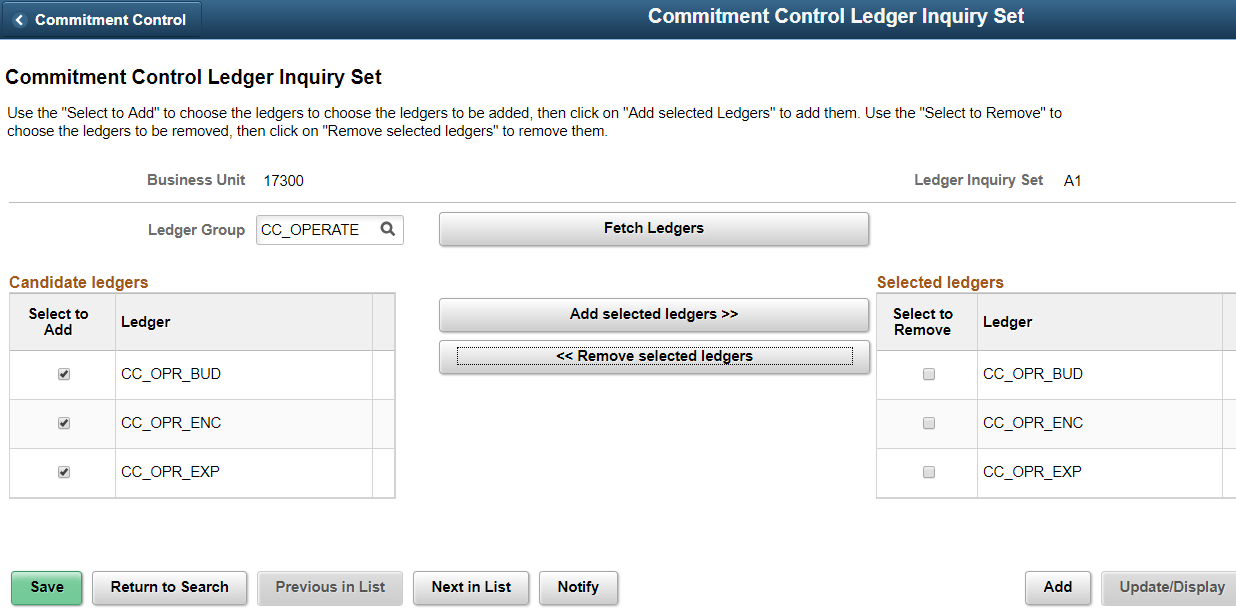 Commitment Control
Commitment Control Ledger Inquiry Set
Commitment Control Ledger Inquiry Set
Use the "Select to Add" to choose the ledgers to choose the ledgers to be added, then click on "Add selected Ledgers" to add them. Use the "Select to Remove" to
choose the ledgers to be removed, then click on "Remove selected ledgers" to remove them.
Business Unit 17300 Ledger Inquiry Set A1
Ledger Group CC_OPERATE Fetch Ledgers
Candidate ledgers
Select to
Add
Ledger
CC_OPR_BUD
CC_OPR_ENC
CC_OPR_EXP
Add selected ledgers >>
<< Remove selected ledgers
Selected ledgers
Select to
Remove
Ledger
CC_OPR_BUD
CC_OPR_ENC
CC_OPR_EXP
Save Return to Search Previous in List Next in List Notify Add Update/Display